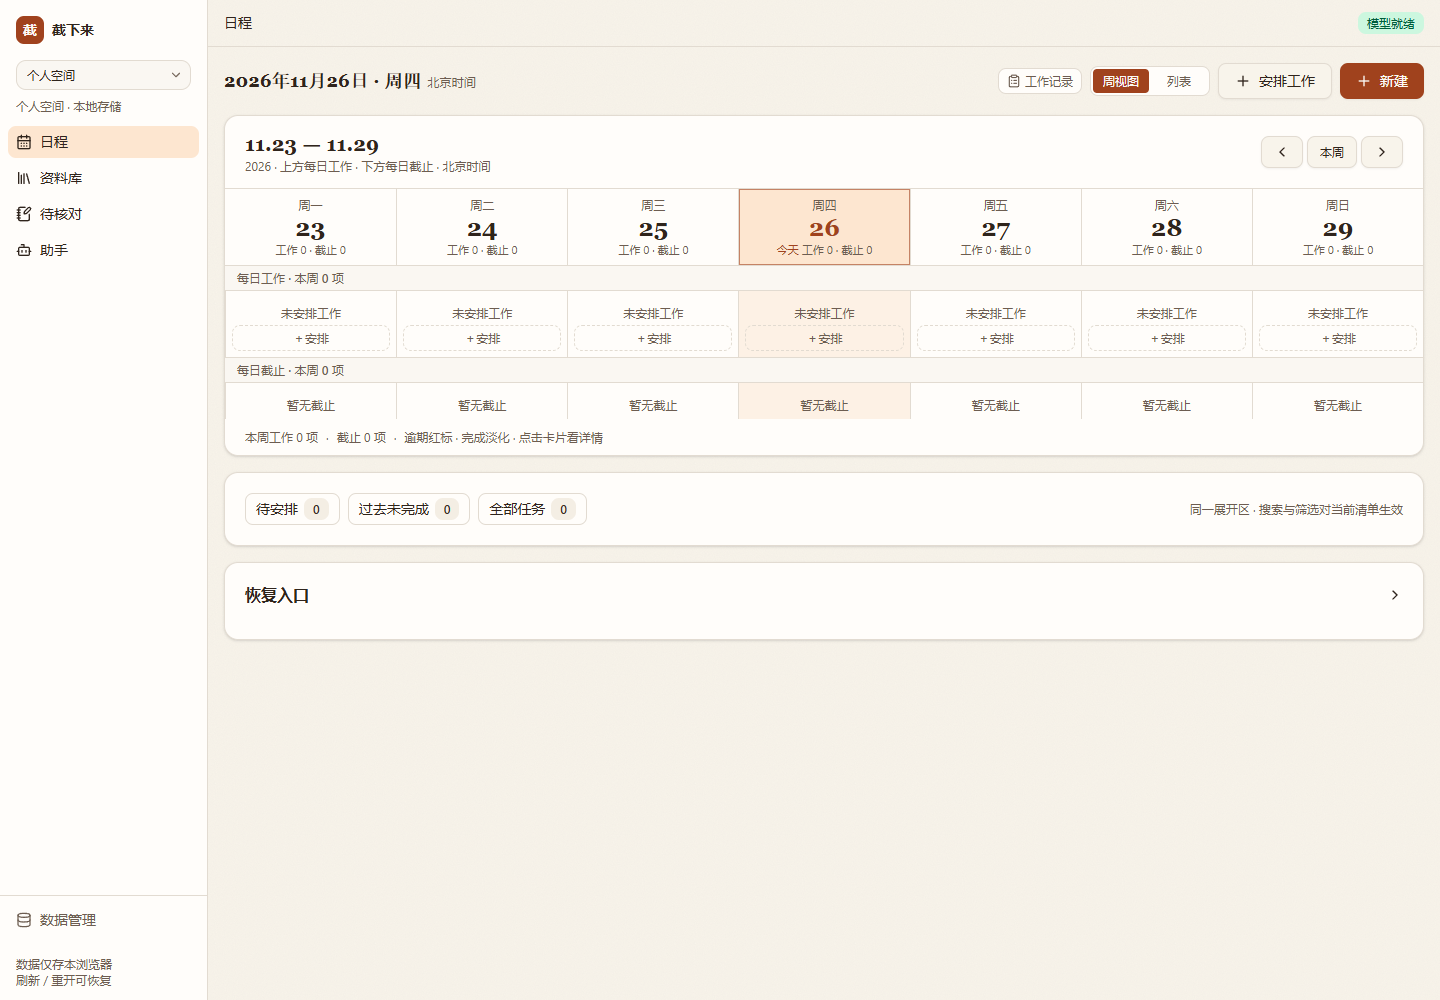 截 截下来
个人空间
个人空间 · 本地存储
日程
资料库
待核对
助手
数据管理
数据仅存本浏览器
刷新 / 重开可恢复
日程
模型就绪
2026年11月26日 · 周四 北京时间
工作记录
周视图 列表
+ 安排工作
+ 新建
11.23 — 11.29
2026 · 上方每日工作 · 下方每日截止 · 北京时间
本周
周一 周二 周三 周四 周五 周六 周日
23 24 25 26 27 28 29
工作 0 · 截止 0 工作 0 · 截止 0 工作 0 · 截止 0 今天 工作 0 · 截止 0 工作 0 · 截止 0 工作 0 · 截止 0 工作 0 · 截止 0
每日工作 · 本周 0 项
未安排工作 未安排工作 未安排工作 未安排工作 未安排工作 未安排工作 未安排工作
+ 安排 + 安排 + 安排 + 安排 + 安排 + 安排 + 安排
每日截止 · 本周 0 项
暂无截止 暂无截止 暂无截止 暂无截止 暂无截止 暂无截止 暂无截止
本周工作 0 项 · 截止 0 项 · 逾期红标 · 完成淡化 · 点击卡片看详情
待安排 0 过去未完成 0 全部任务 0
同一展开区 · 搜索与筛选对当前清单生效
恢复入口